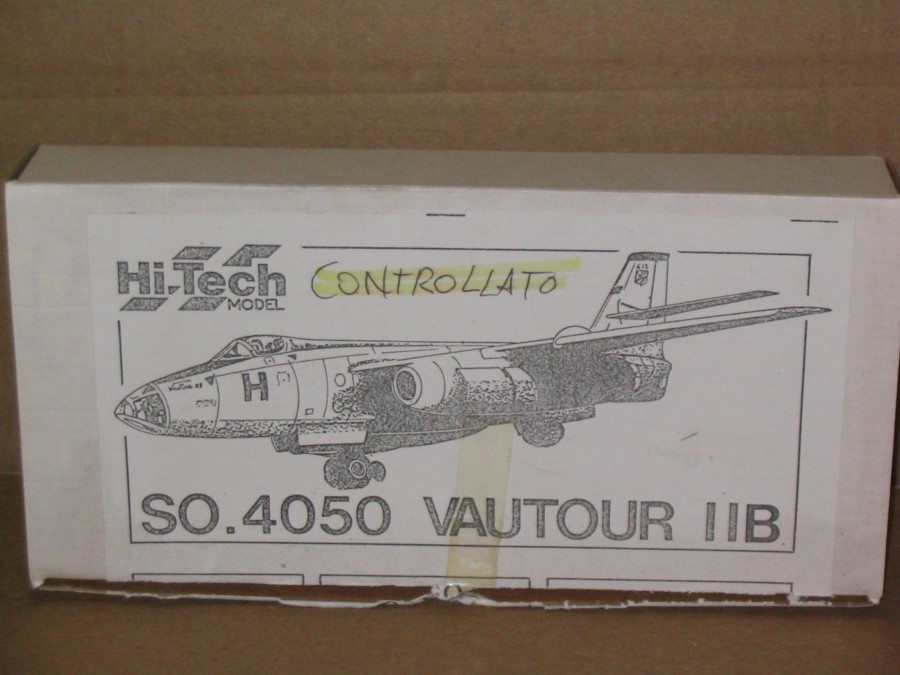 Hi-Tech
MODEL
CONTROLLATO
H
SO.4050 VAUTOUR IIB